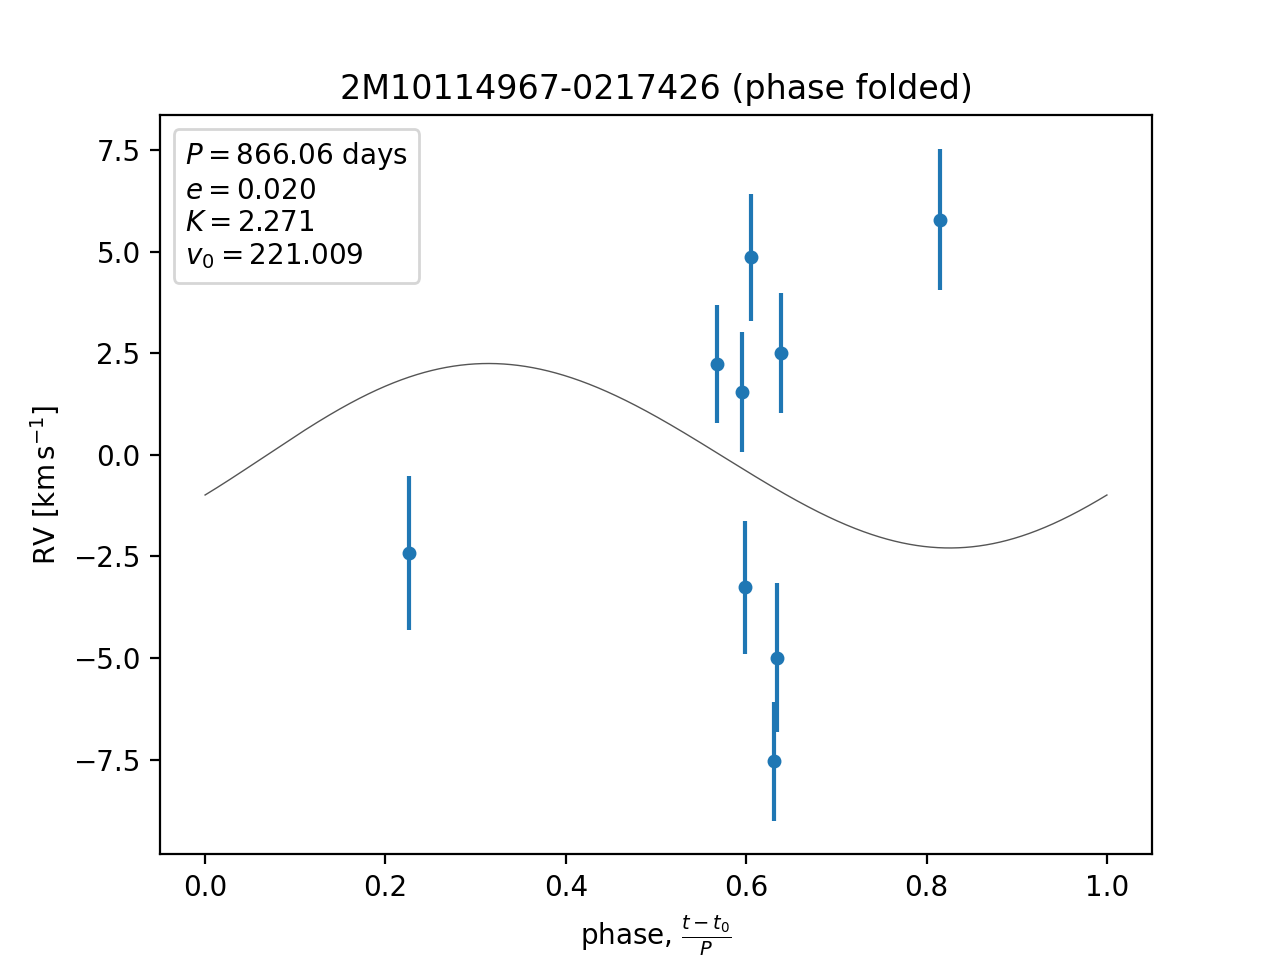 2M10114967-0217426 (phase folded)
P = 866.06 days
e = 0.020
K = 2.271
v₀ = 221.009
7.5
5.0
2.5
0.0
−2.5
−5.0
−7.5
RV [km s⁻¹]
0.0 0.2 0.4 0.6 0.8 1.0
phase, (t − t₀)/P